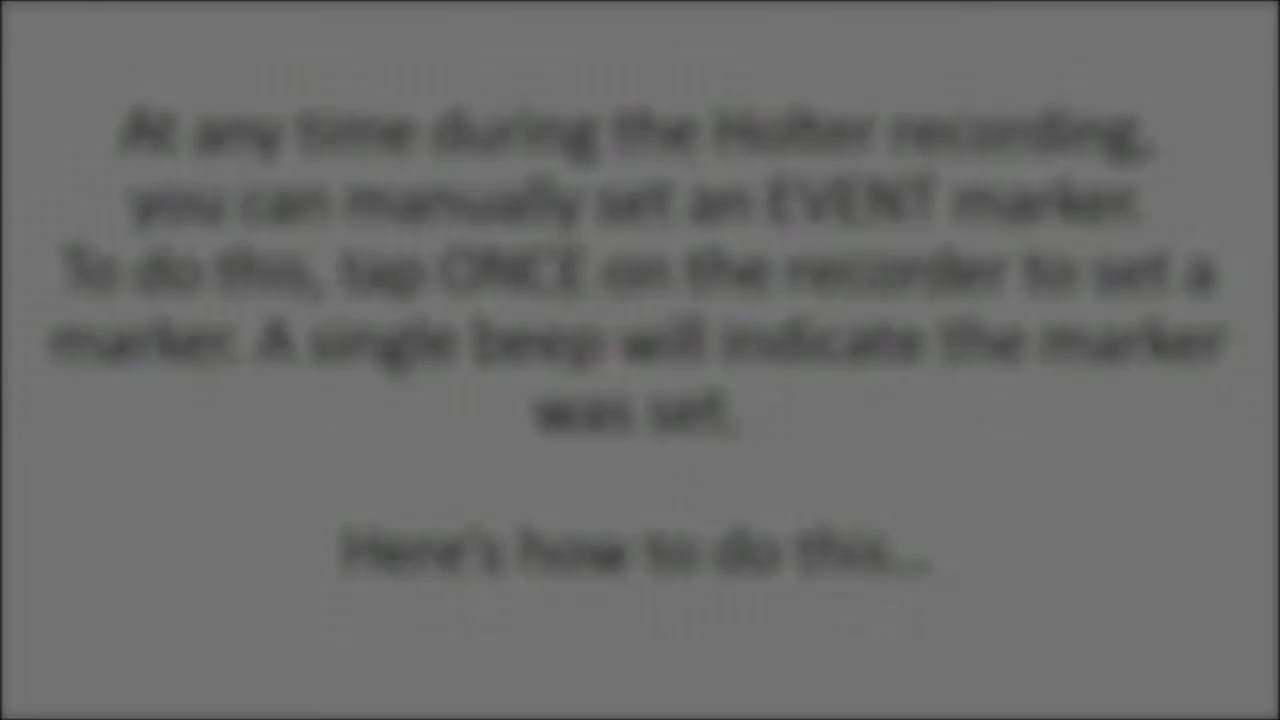 At any time during the Holter recording,
you can manually set an EVENT marker.
To do this, tap ONCE on the recorder to set a
marker. A single beep will indicate the marker
was set.
Here's how to do this...